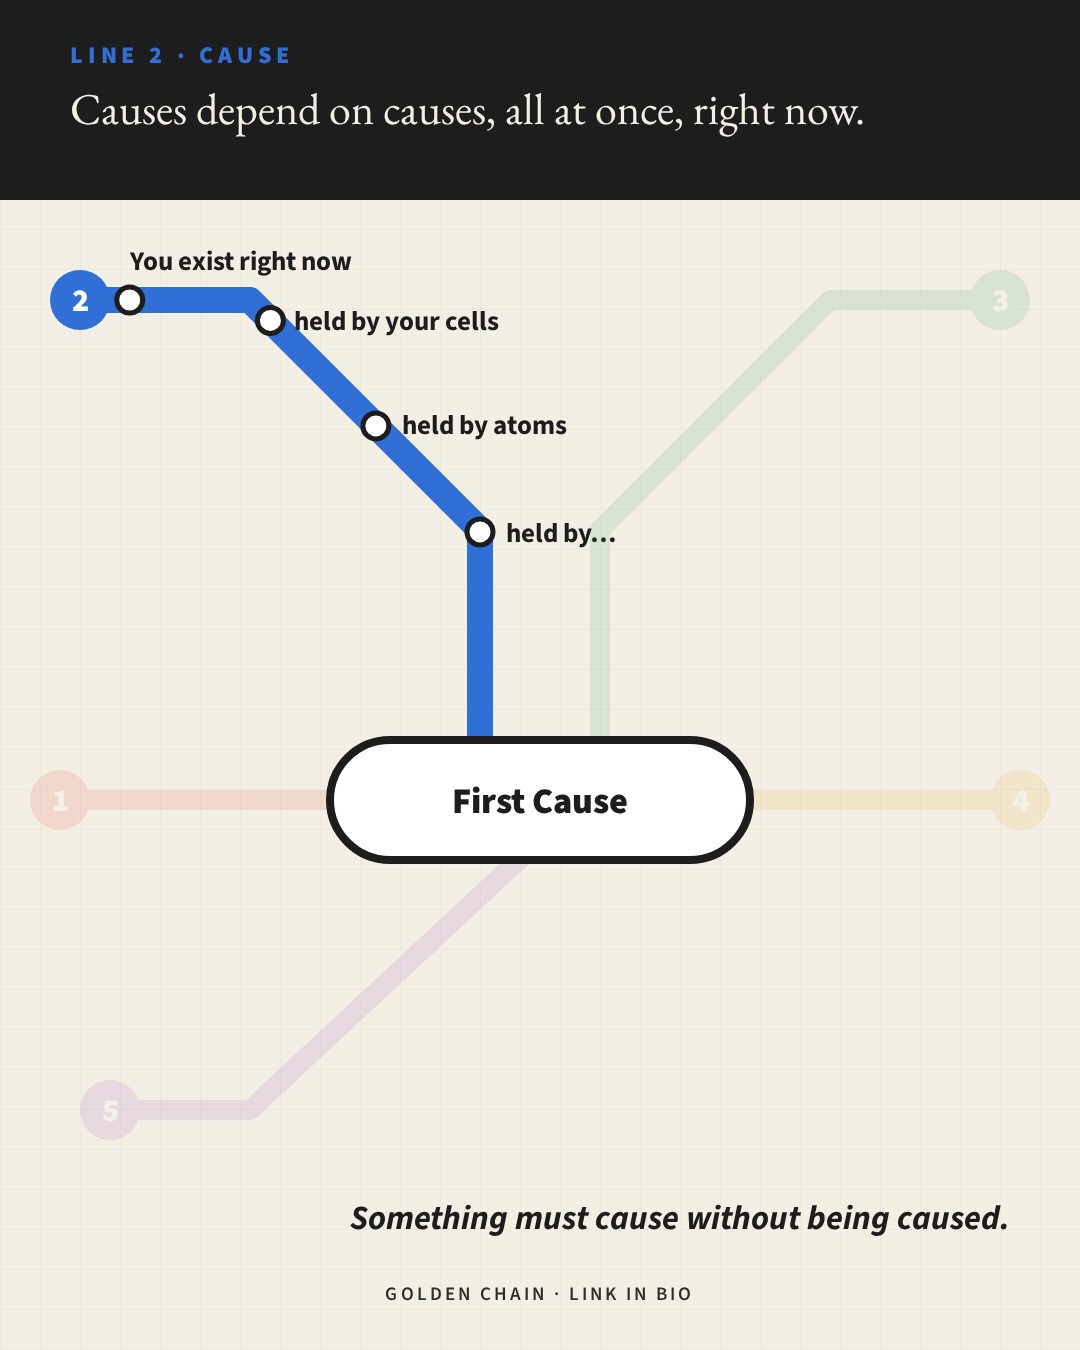 LINE 2 · CAUSE
Causes depend on causes, all at once, right now.
You exist right now
2
3
held by your cells
held by atoms
held by...
1
First Cause
4
5
Something must cause without being caused.
GOLDEN CHAIN · LINK IN BIO